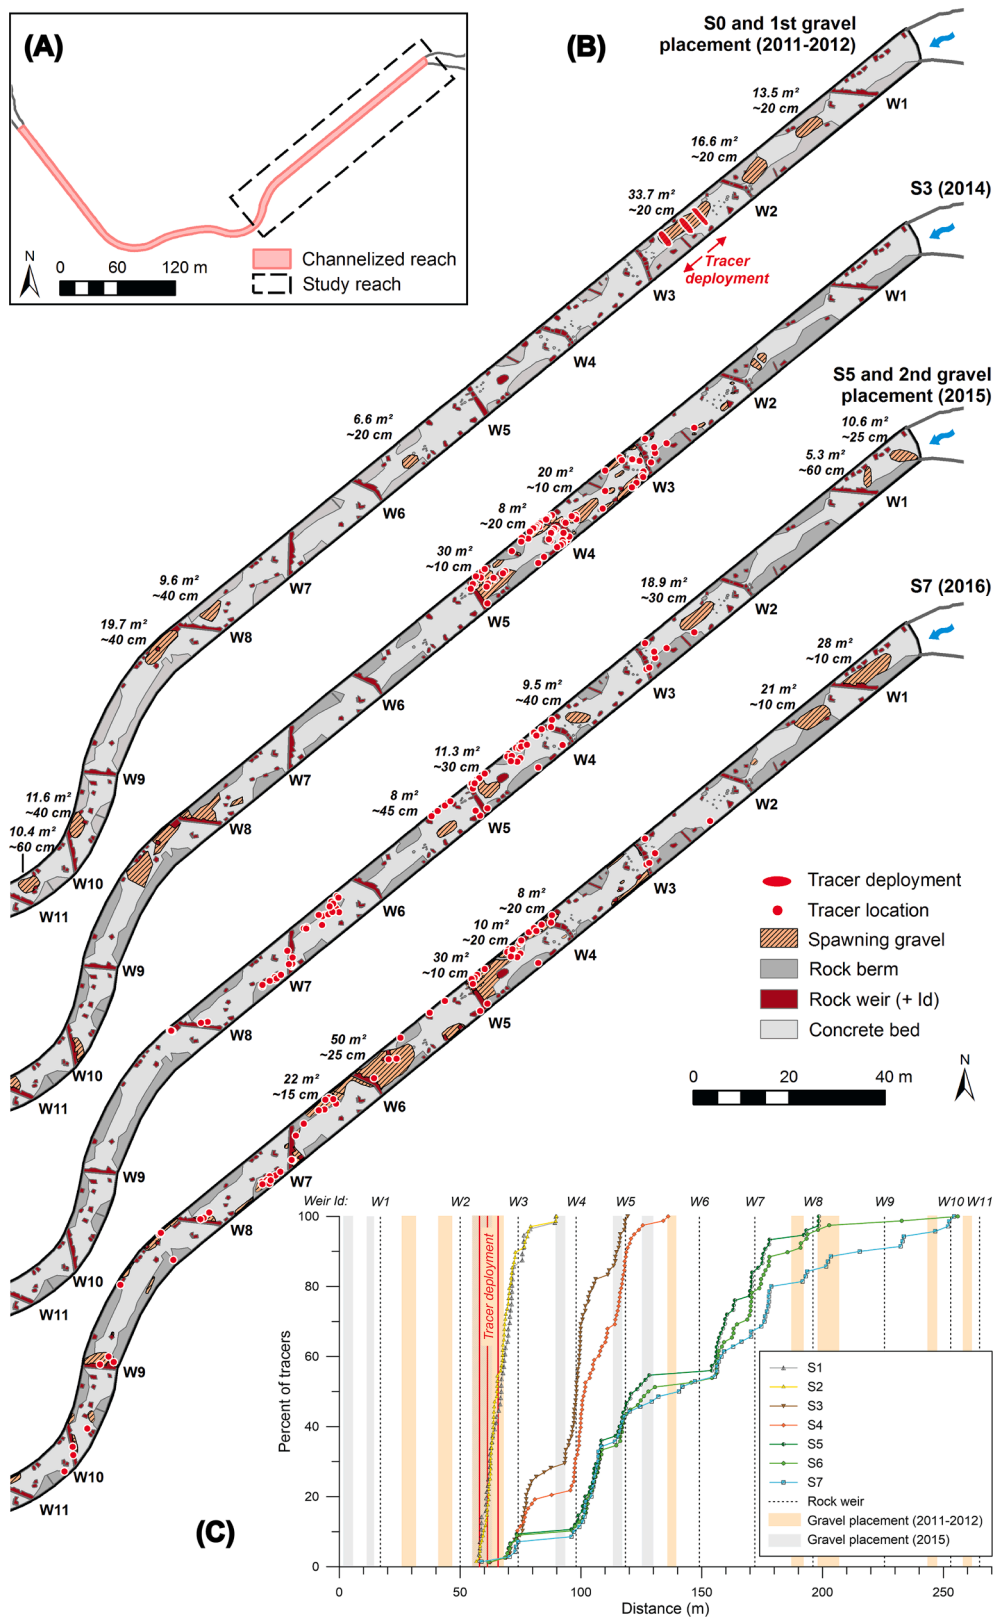 (A)
N
0 60 120 m
Channelized reach
Study reach
(B)
S0 and 1st gravel
placement (2011-2012)
13.5 m²
~20 cm
W1
16.6 m²
~20 cm
W2
33.7 m²
~20 cm
Tracer
deployment
W3
W4
W5
6.6 m²
~20 cm
W6
W7
9.6 m²
~40 cm
W8
19.7 m²
~40 cm
W9
11.6 m²
~40 cm
10.4 m²
~60 cm
W10
W11
S3 (2014)
W1
W2
W3
20 m²
~10 cm
8 m²
~20 cm
W4
30 m²
~10 cm
W5
W6
W7
W8
W9
W10
W11
S5 and 2nd gravel
placement (2015)
10.6 m²
~25 cm
5.3 m²
~60 cm
W1
W2
18.9 m²
~30 cm
W3
9.5 m²
~40 cm
W4
11.3 m²
~30 cm
W5
8 m²
~45 cm
W6
W7
W8
W9
W10
W11
S7 (2016)
28 m²
~10 cm
W1
21 m²
~10 cm
W2
W3
8 m²
~20 cm
W4
10 m²
~20 cm
30 m²
~10 cm
W5
50 m²
~25 cm
W6
22 m²
~15 cm
W7
W8
W9
W10
W11
Tracer deployment
Tracer location
Spawning gravel
Rock berm
Rock weir (+ Id)
Concrete bed
N
0 20 40 m
(C)
Weir Id: W1 W2 W3 W4 W5 W6 W7 W8 W9 W10 W11
Tracer deployment
Percent of tracers
100
80
60
40
20
0
0 50 100 150 200 250
Distance (m)
S1
S2
S3
S4
S5
S6
S7
Rock weir
Gravel placement (2011-2012)
Gravel placement (2015)